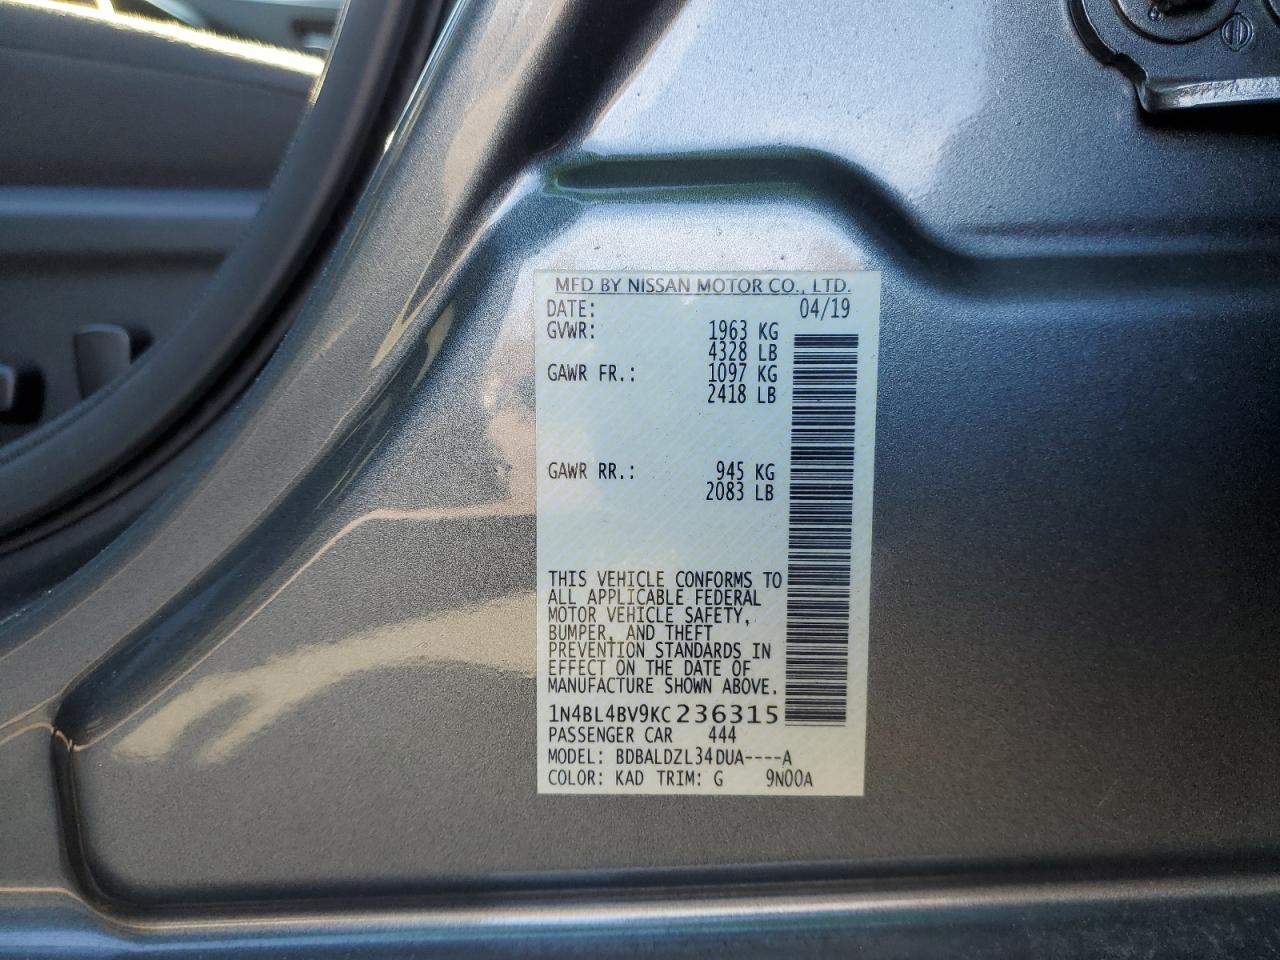 MFD BY NISSAN MOTOR CO., LTD.
DATE: 04/19
GVWR: 1963 KG
4328 LB
GAWR FR.: 1097 KG
2418 LB
GAWR RR.: 945 KG
2083 LB
THIS VEHICLE CONFORMS TO
ALL APPLICABLE FEDERAL
MOTOR VEHICLE SAFETY,
BUMPER, AND THEFT
PREVENTION STANDARDS IN
EFFECT ON THE DATE OF
MANUFACTURE SHOWN ABOVE.
1N4BL4BV9KC236315
PASSENGER CAR 444
MODEL: BDBALDZL34DUA----A
COLOR: KAD TRIM: G 9N00A